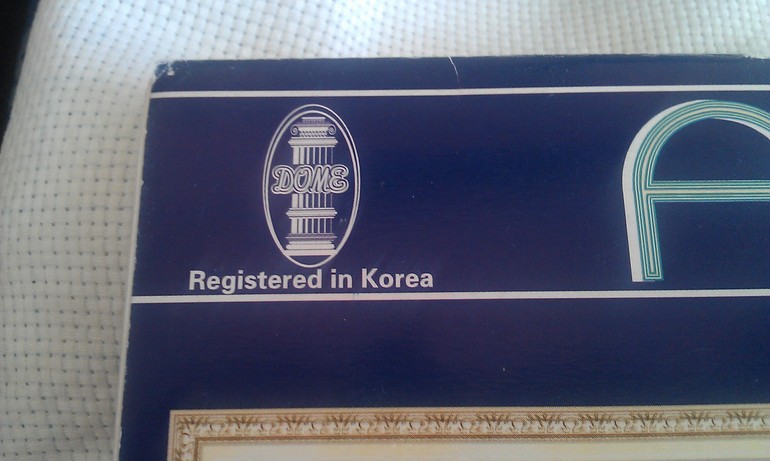 DOME
Registered in Korea
A